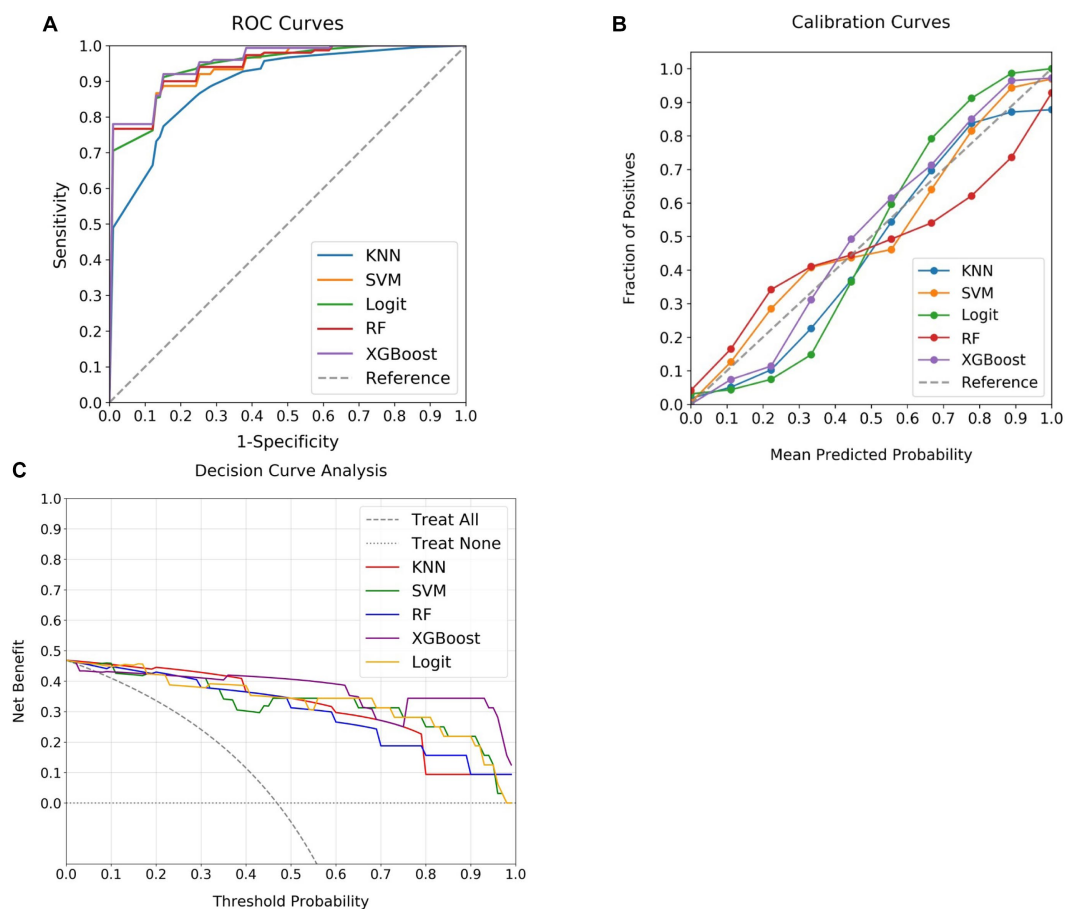 A
ROC Curves
1.0
0.9
0.8
0.7
0.6
0.5
0.4
0.3
0.2
0.1
0.0
Sensitivity
KNN
SVM
Logit
RF
XGBoost
Reference
0.0 0.1 0.2 0.3 0.4 0.5 0.6 0.7 0.8 0.9 1.0
1-Specificity
B
Calibration Curves
1.0
0.9
0.8
0.7
0.6
0.5
0.4
0.3
0.2
0.1
0.0
Fraction of Positives
KNN
SVM
Logit
RF
XGBoost
Reference
0.0 0.1 0.2 0.3 0.4 0.5 0.6 0.7 0.8 0.9 1.0
Mean Predicted Probability
C
Decision Curve Analysis
1.0
0.9
0.8
0.7
0.6
0.5
0.4
0.3
0.2
0.1
0.0
Net Benefit
Treat All
Treat None
KNN
SVM
RF
XGBoost
Logit
0.0 0.1 0.2 0.3 0.4 0.5 0.6 0.7 0.8 0.9 1.0
Threshold Probability